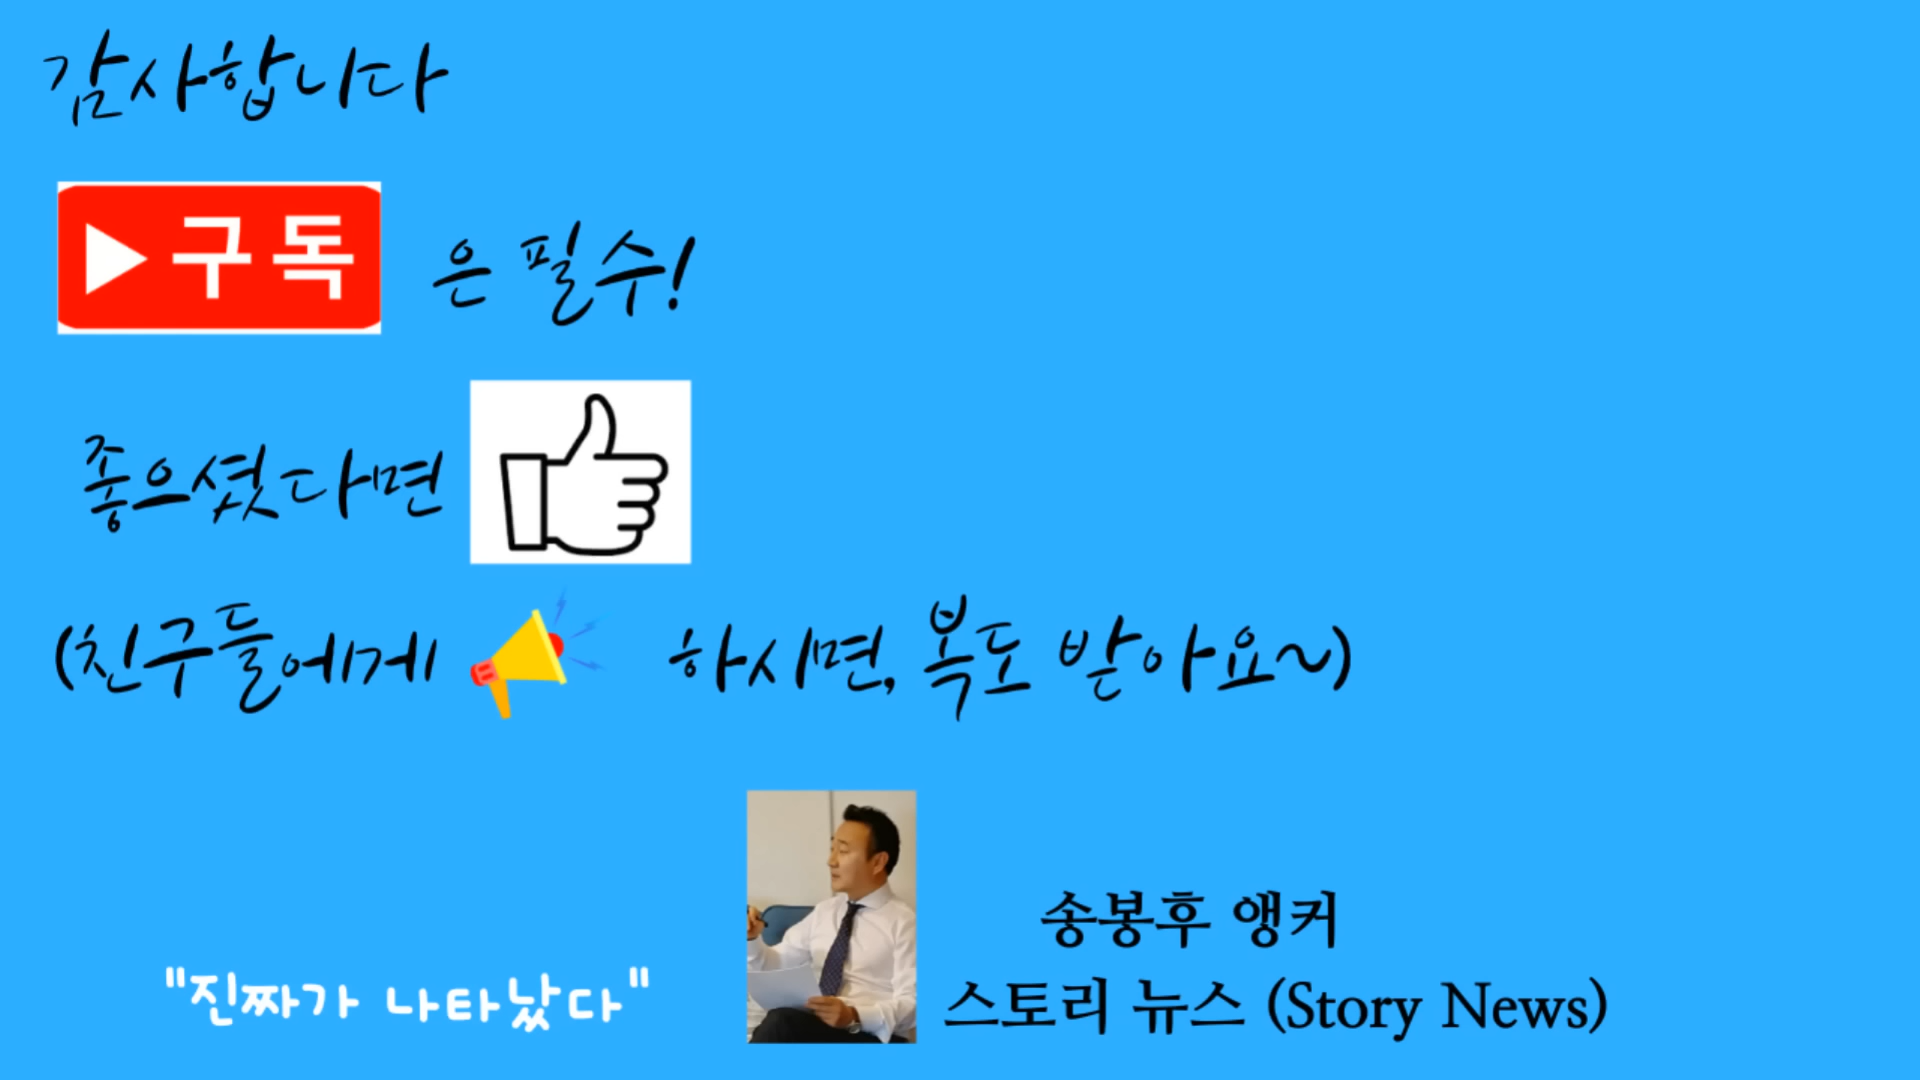 감사합니다
구독 은 필수!
좋으셨다면
(친구들에게 하시면, 복도 받아요~)
송봉후 앵커
"진짜가 나타났다"
스토리 뉴스 (Story News)